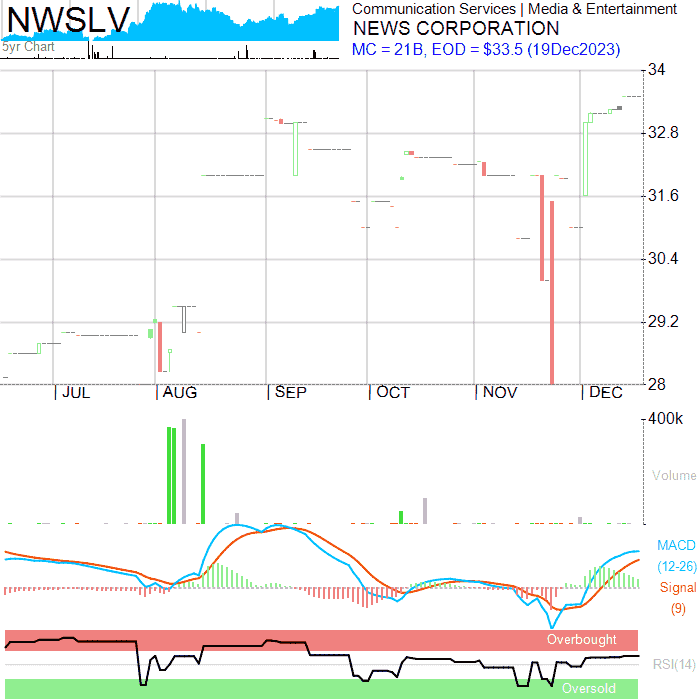 NWSLV
5yr Chart
Communication Services | Media & Entertainment
NEWS CORPORATION
MC = 21B, EOD = $33.5 (19Dec2023)
34
32.8
31.6
30.4
29.2
28
JUL AUG SEP OCT NOV DEC
400k
Volume
MACD
(12-26)
Signal
(9)
Overbought
RSI(14)
Oversold